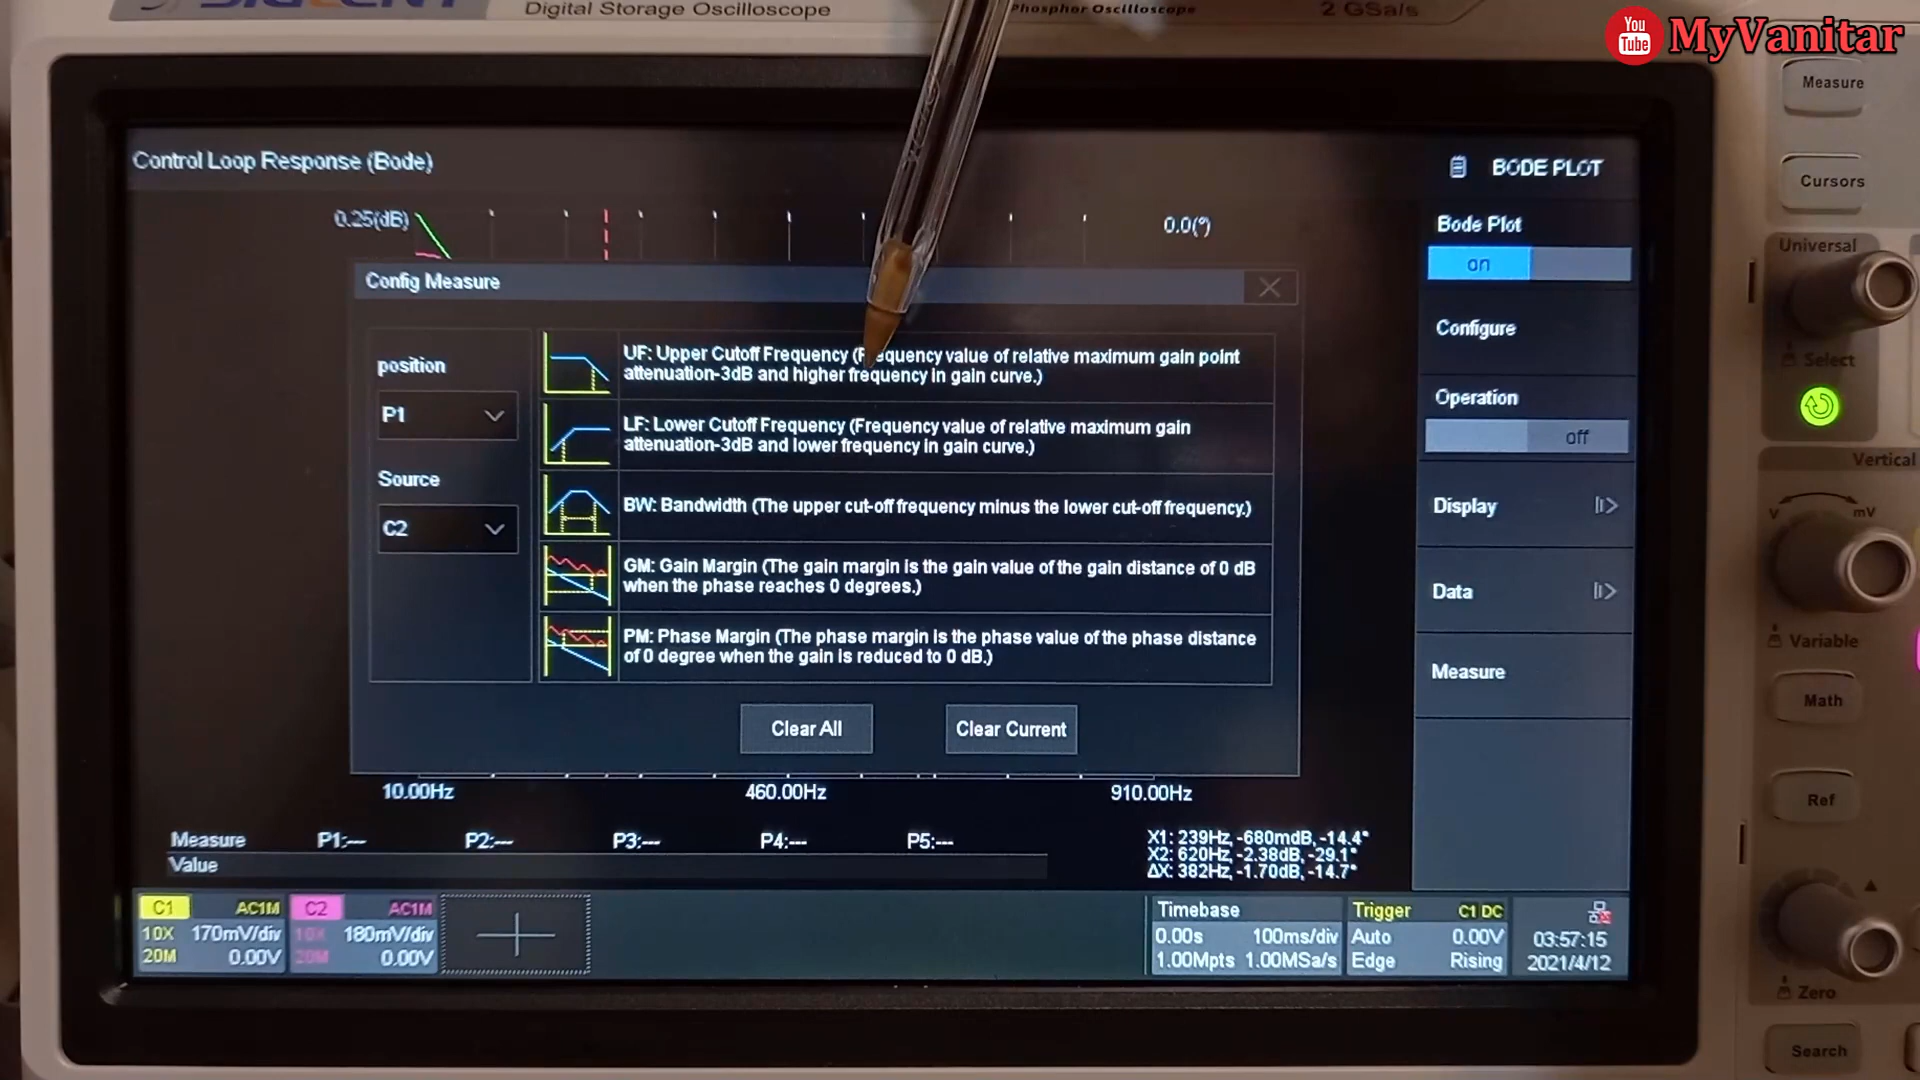 SIGLENT
Digital Storage Oscilloscope
Phosphor Oscilloscope
2 GSa/s
You
Tube
MyVanitar
Measure
Cursors
Universal
Select
Vertical
V
mV
Variable
Math
Ref
Zero
Search
Control Loop Response (Bode)
BODE PLOT
0.25(dB)
0.0(°)
Bode Plot
on
Configure
Operation
off
Display
Data
Measure
Config Measure
position
P1
Source
C2
UF: Upper Cutoff Frequency (Frequency value of relative maximum gain point
attenuation-3dB and higher frequency in gain curve.)
LF: Lower Cutoff Frequency (Frequency value of relative maximum gain
attenuation-3dB and lower frequency in gain curve.)
BW: Bandwidth (The upper cut-off frequency minus the lower cut-off frequency.)
GM: Gain Margin (The gain margin is the gain value of the gain distance of 0 dB
when the phase reaches 0 degrees.)
PM: Phase Margin (The phase margin is the phase value of the phase distance
of 0 degree when the gain is reduced to 0 dB.)
Clear All
Clear Current
10.00Hz
460.00Hz
910.00Hz
Measure P1:--- P2:--- P3:--- P4:--- P5:---
Value
X1: 239Hz, -680mdB, -14.4°
X2: 620Hz, -2.38dB, -29.1°
ΔX: 382Hz, -1.70dB, -14.7°
C1 AC1M
10X 170mV/div
20M 0.00V
C2 AC1M
10X 180mV/div
20M 0.00V
Timebase
0.00s 100ms/div
1.00Mpts 1.00MSa/s
Trigger C1 DC
Auto 0.00V
Edge Rising
03:57:15
2021/4/12